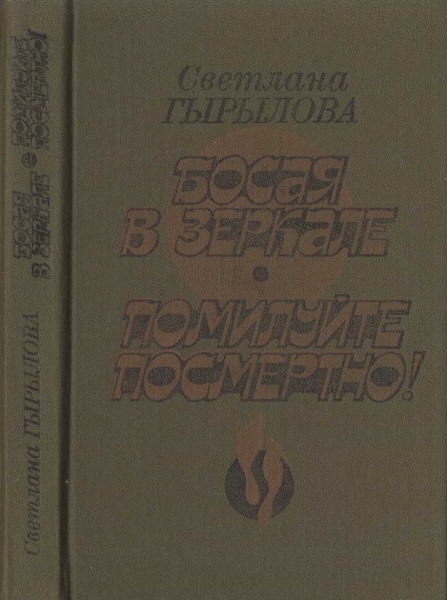 Светлана
ГЫРЫЛОВА
БОСАЯ
В ЗЕРКАЛЕ
ПОМИЛУЙТЕ
ПОСМЕРТНО!
Светлана ГЫРЫЛОВА
БОСАЯ
В ЗЕРКАЛЕ
ПОМИЛУЙТЕ
ПОСМЕРТНО!